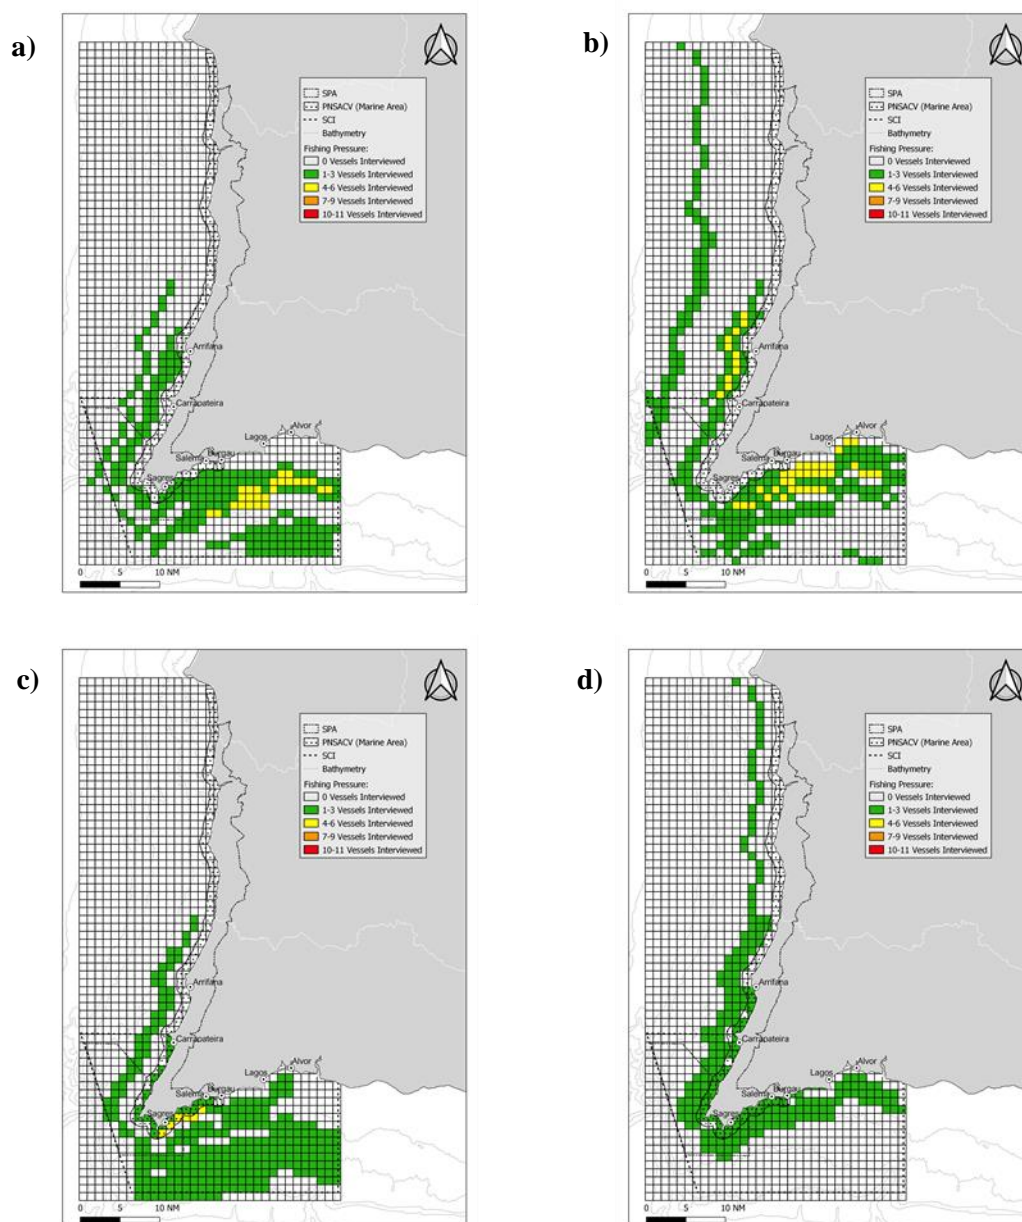 a)
SPA
PNSACV (Marine Area)
SCI
Bathymetry
Fishing Pressure:
0 Vessels Interviewed
1-3 Vessels Interviewed
4-6 Vessels Interviewed
7-9 Vessels Interviewed
10-11 Vessels Interviewed
Arrifana
Carrapateira
Alvor
Lagos
Burgau
Salema
Sagres
0 5 10 NM
b)
SPA
PNSACV (Marine Area)
SCI
Bathymetry
Fishing Pressure:
0 Vessels Interviewed
1-3 Vessels Interviewed
4-6 Vessels Interviewed
7-9 Vessels Interviewed
10-11 Vessels Interviewed
Arrifana
Carrapateira
Alvor
Lagos
Burgau
Salema
Sagres
0 5 10 NM
c)
SPA
PNSACV (Marine Area)
SCI
Bathymetry
Fishing Pressure:
0 Vessels Interviewed
1-3 Vessels Interviewed
4-6 Vessels Interviewed
7-9 Vessels Interviewed
10-11 Vessels Interviewed
Arrifana
Carrapateira
Alvor
Lagos
Burgau
Salema
Sagres
0 5 10 NM
d)
SPA
PNSACV (Marine Area)
SCI
Bathymetry
Fishing Pressure:
0 Vessels Interviewed
1-3 Vessels Interviewed
4-6 Vessels Interviewed
7-9 Vessels Interviewed
10-11 Vessels Interviewed
Arrifana
Carrapateira
Alvor
Lagos
Burgau
Salema
Sagres
0 5 10 NM